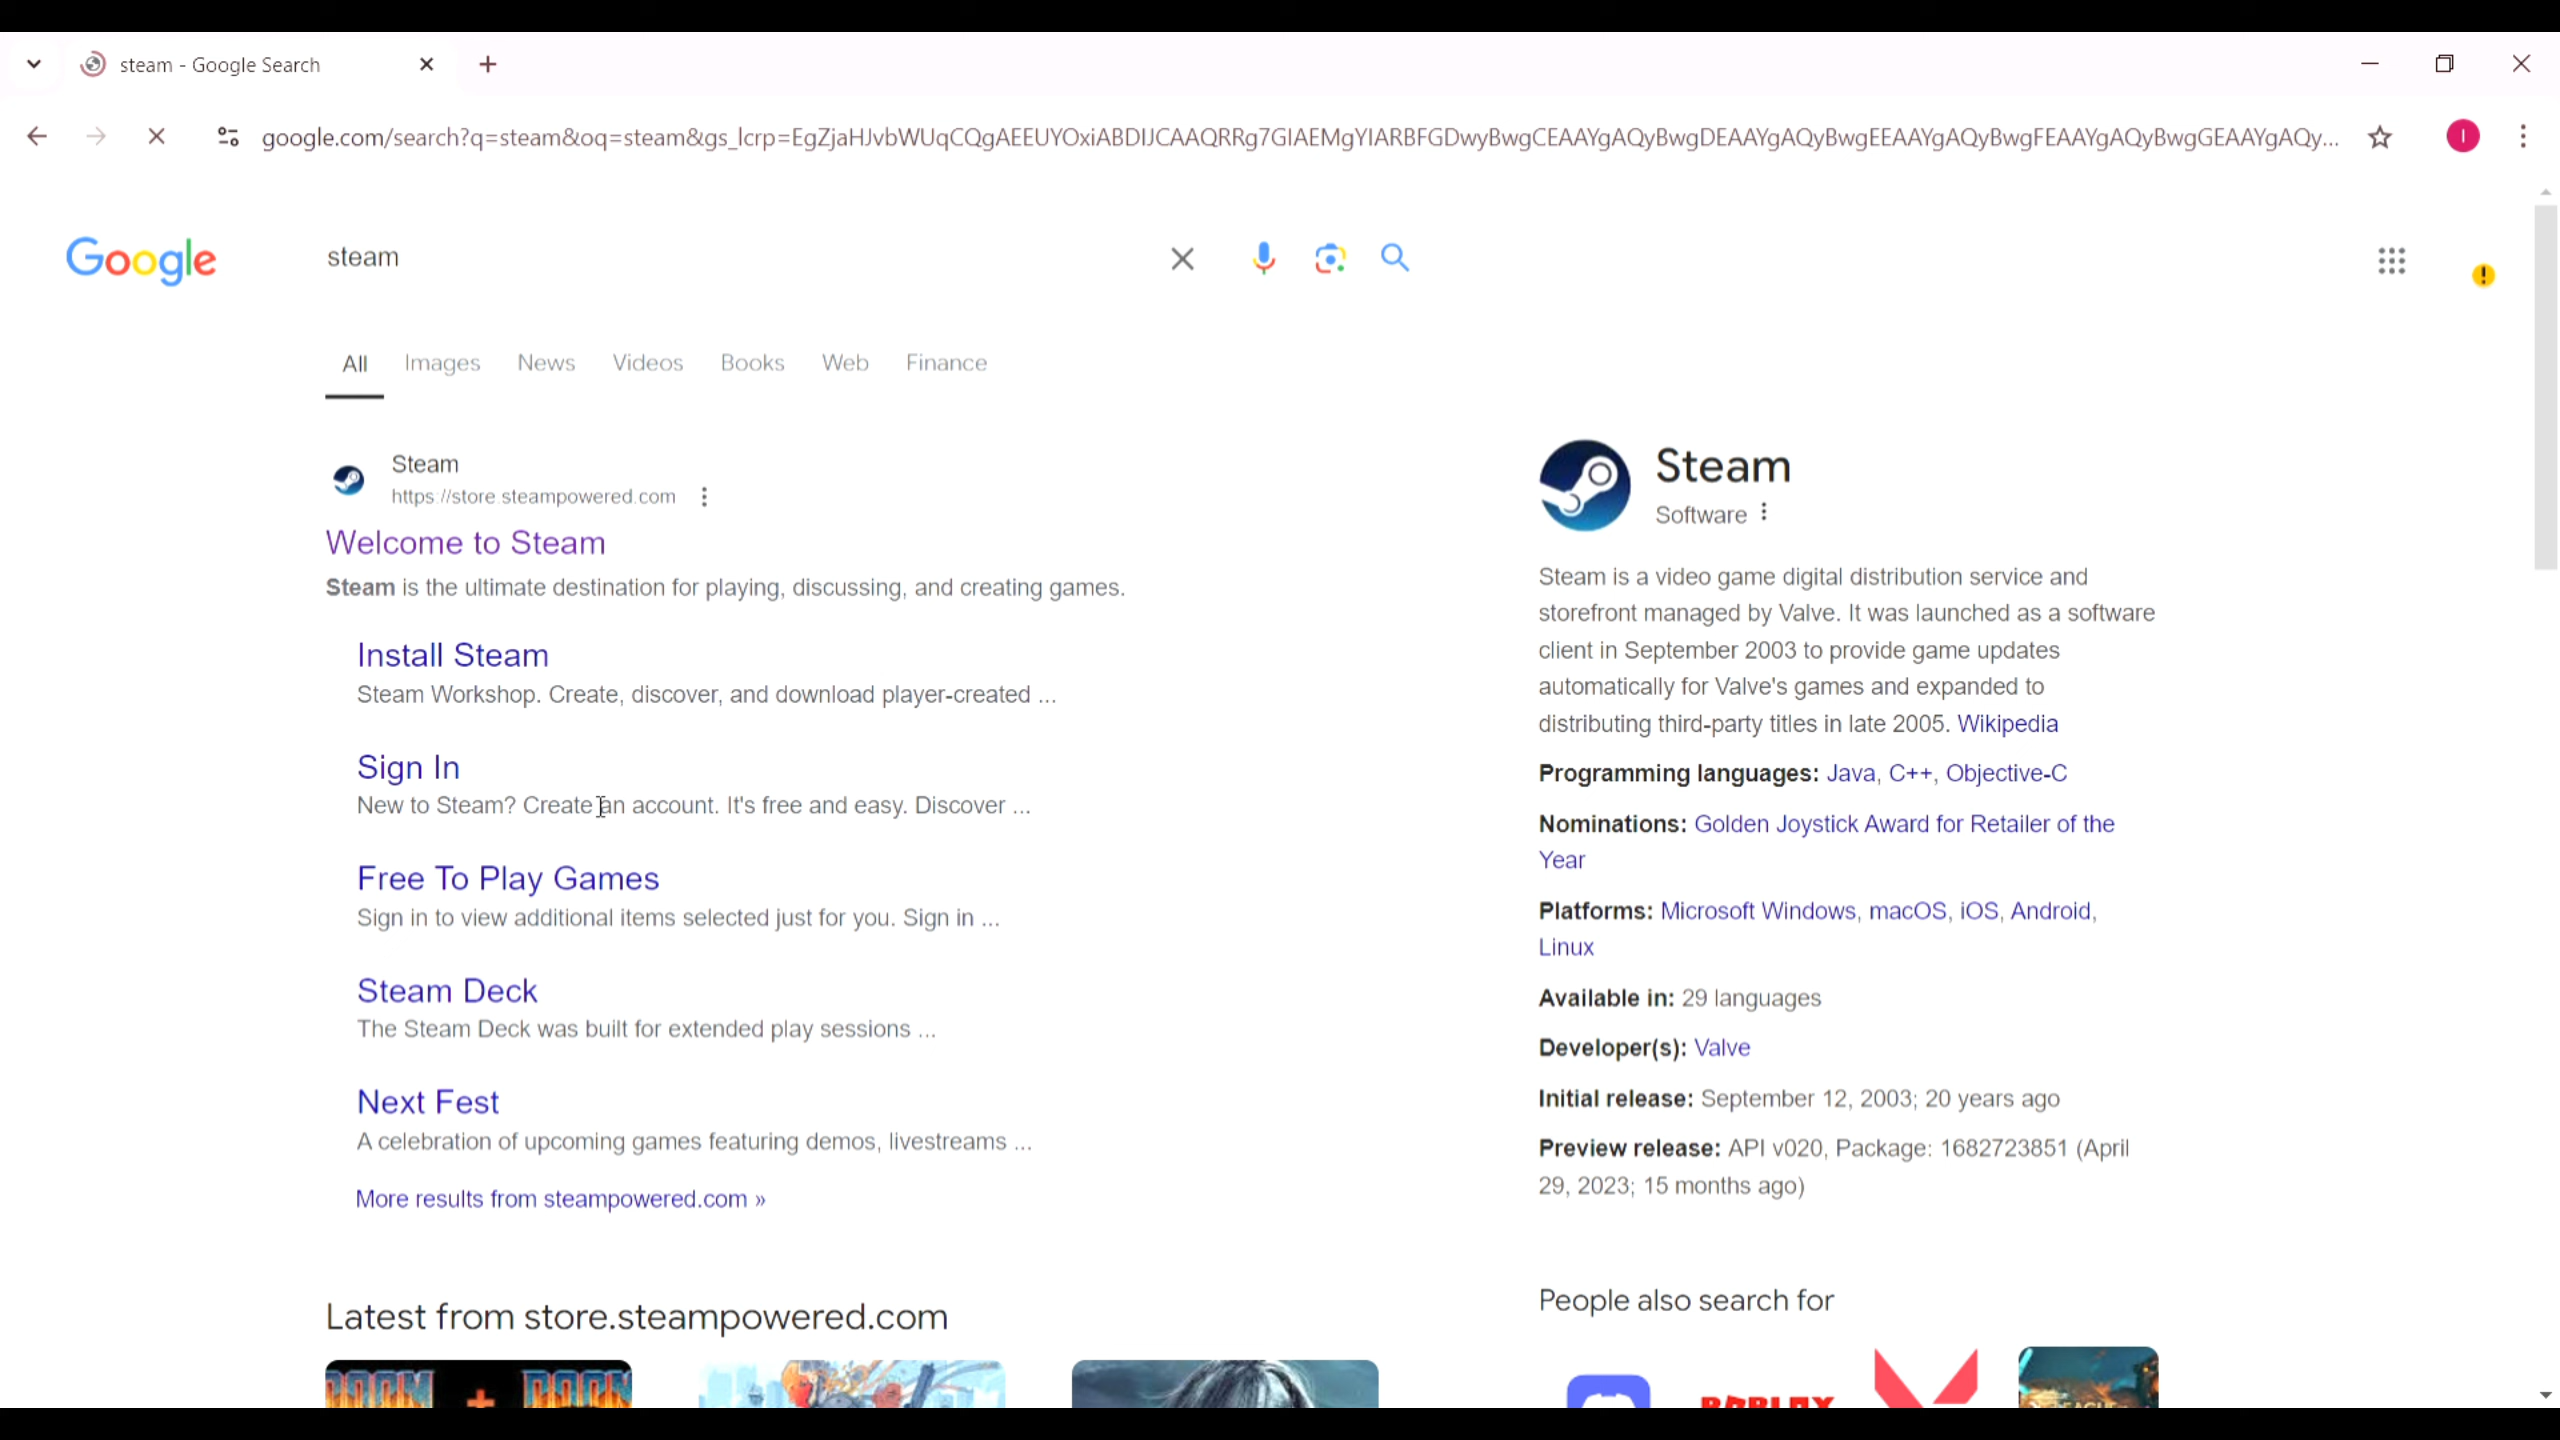 steam - Google Search
google.com/search?q=steam&oq=steam&gs_lcrp=EgZjaHJvbWUqCQgAEEUYOxiABDIJCAAQRRg7GIAEMgYIARBFGDwyBwgCEAAYgAQyBwgDEAAYgAQyBwgEEAAYgAQyBwgFEAAYgAQyBwgGEAAYgAQy...
I
Google
steam
All Images News Videos Books Web Finance
Steam
https://store.steampowered.com
Welcome to Steam
Steam is the ultimate destination for playing, discussing, and creating games.
Install Steam
Steam Workshop. Create, discover, and download player-created ...
Sign In
New to Steam? Create an account. It's free and easy. Discover ...
Free To Play Games
Sign in to view additional items selected just for you. Sign in ...
Steam Deck
The Steam Deck was built for extended play sessions ...
Next Fest
A celebration of upcoming games featuring demos, livestreams ...
More results from steampowered.com »
Latest from store.steampowered.com
DOOM + DOOM
Steam
Software
Steam is a video game digital distribution service and
storefront managed by Valve. It was launched as a software
client in September 2003 to provide game updates
automatically for Valve's games and expanded to
distributing third-party titles in late 2005. Wikipedia
Programming languages: Java, C++, Objective-C
Nominations: Golden Joystick Award for Retailer of the
Year
Platforms: Microsoft Windows, macOS, iOS, Android,
Linux
Available in: 29 languages
Developer(s): Valve
Initial release: September 12, 2003; 20 years ago
Preview release: API v020, Package: 1682723851 (April
29, 2023; 15 months ago)
People also search for
ROBLOX